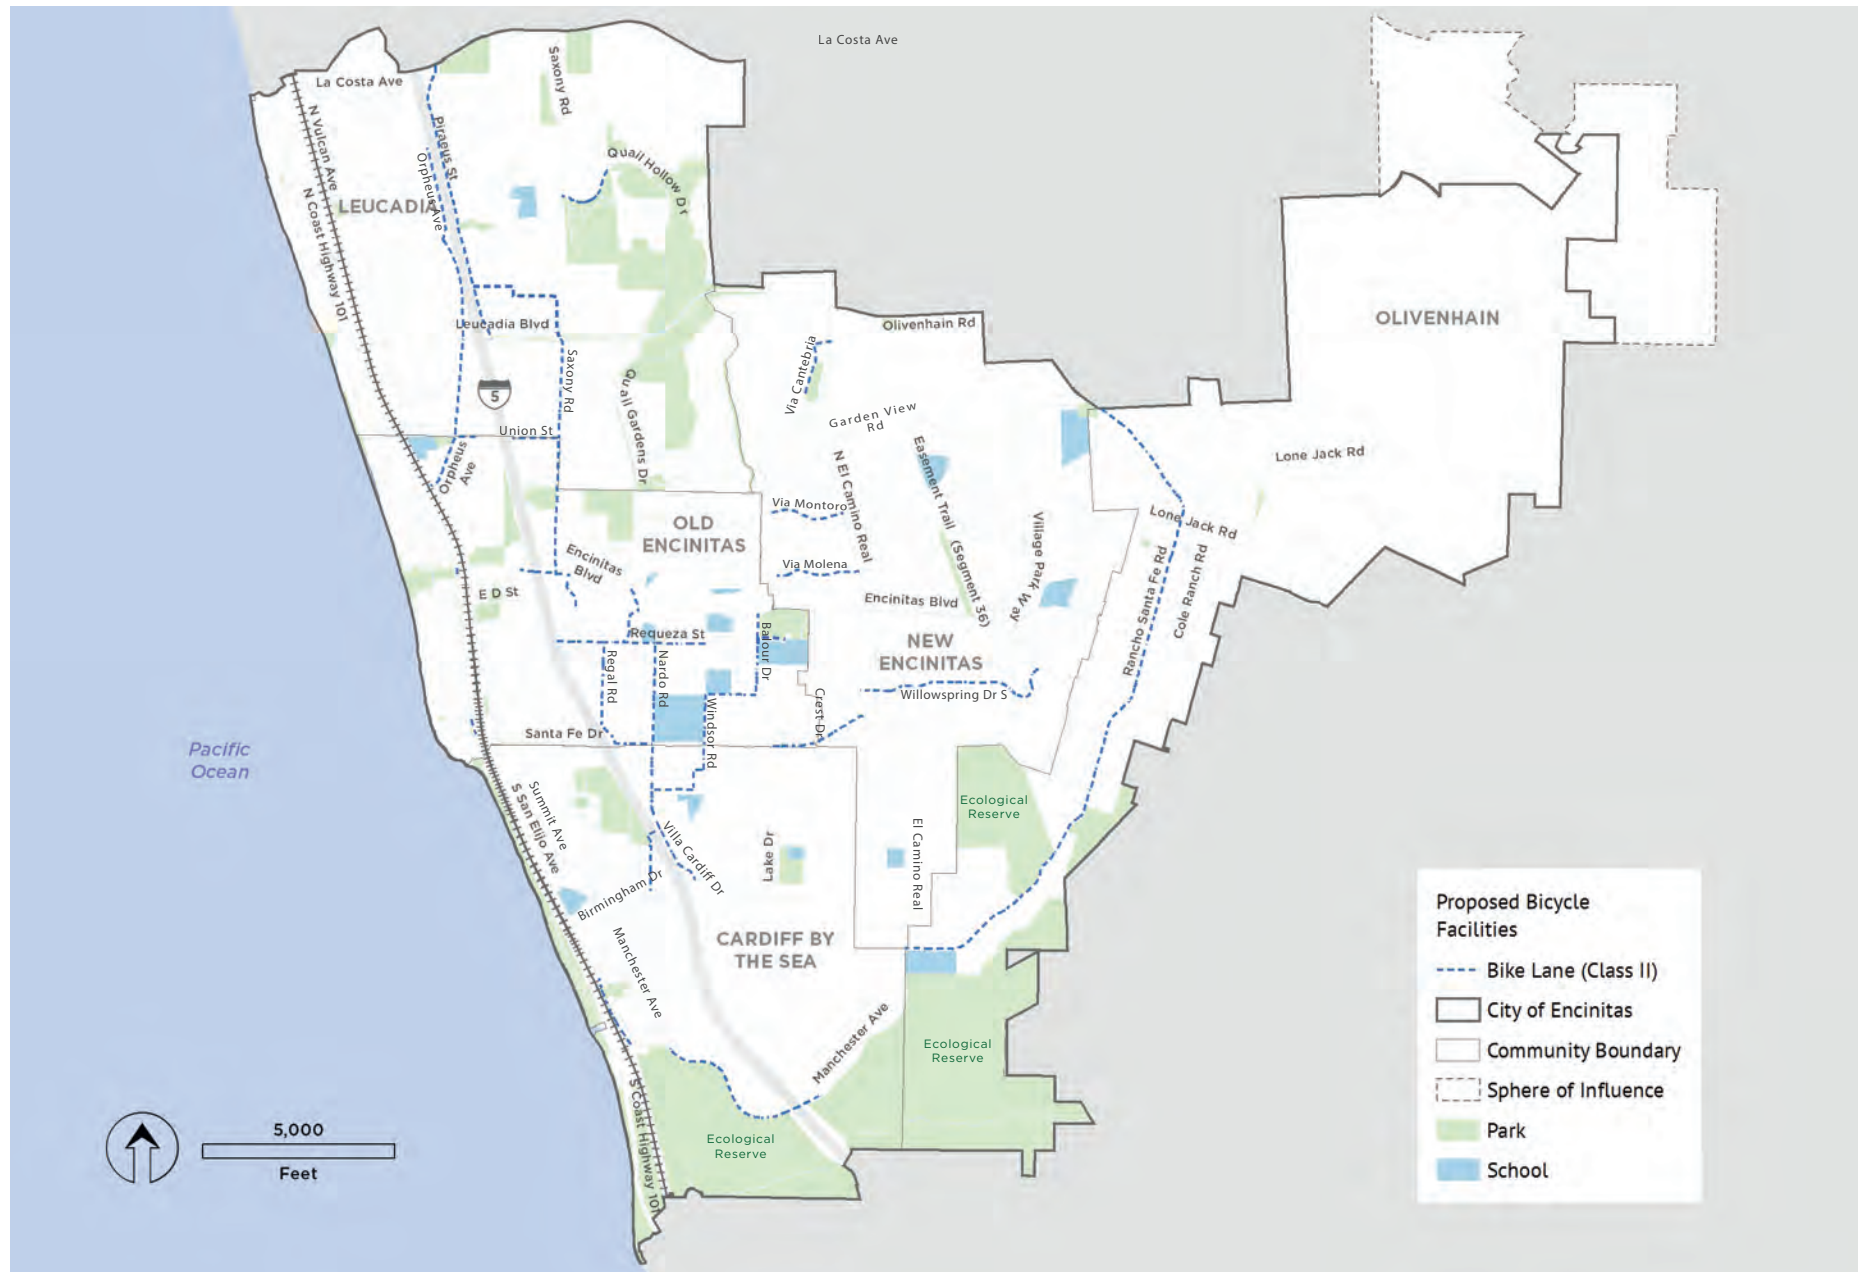 La Costa Ave
La Costa Ave
Saxony Rd
N Vulcan Ave
Piraeus St
Orpheus Ave
Quail Hollow Dr
LEUCADIA
N Coast Highway 101
OLIVENHAIN
Leucadia Blvd
Olivenhain Rd
5
Saxony Rd
Via Cantebria
Quail Gardens Dr
Garden View
Rd
Union St
Orpheus
Ave
Lone Jack Rd
N El Camino Real
Easement Trail (Segment 36)
Via Montoro
Village Park Way
Lone Jack Rd
OLD
ENCINITAS
Encinitas
Blvd
Via Molena
Rancho Santa Fe Rd
Cole Ranch Rd
E D St
Encinitas Blvd
Requeza St
NEW
ENCINITAS
Balour Dr
Regal Rd
Nardo Rd
Windsor Rd
Crest Dr
Willowspring Dr S
Santa Fe Dr
Pacific
Ocean
Summit Ave
S San Elijo Ave
Ecological
Reserve
Villa Cardiff Dr
Lake Dr
El Camino Real
Birmingham Dr
Manchester Ave
CARDIFF BY
THE SEA
Manchester Ave
Ecological
Reserve
S Coast Highway 101
Ecological
Reserve
5,000
Feet
Proposed Bicycle
Facilities
Bike Lane (Class II)
City of Encinitas
Community Boundary
Sphere of Influence
Park
School